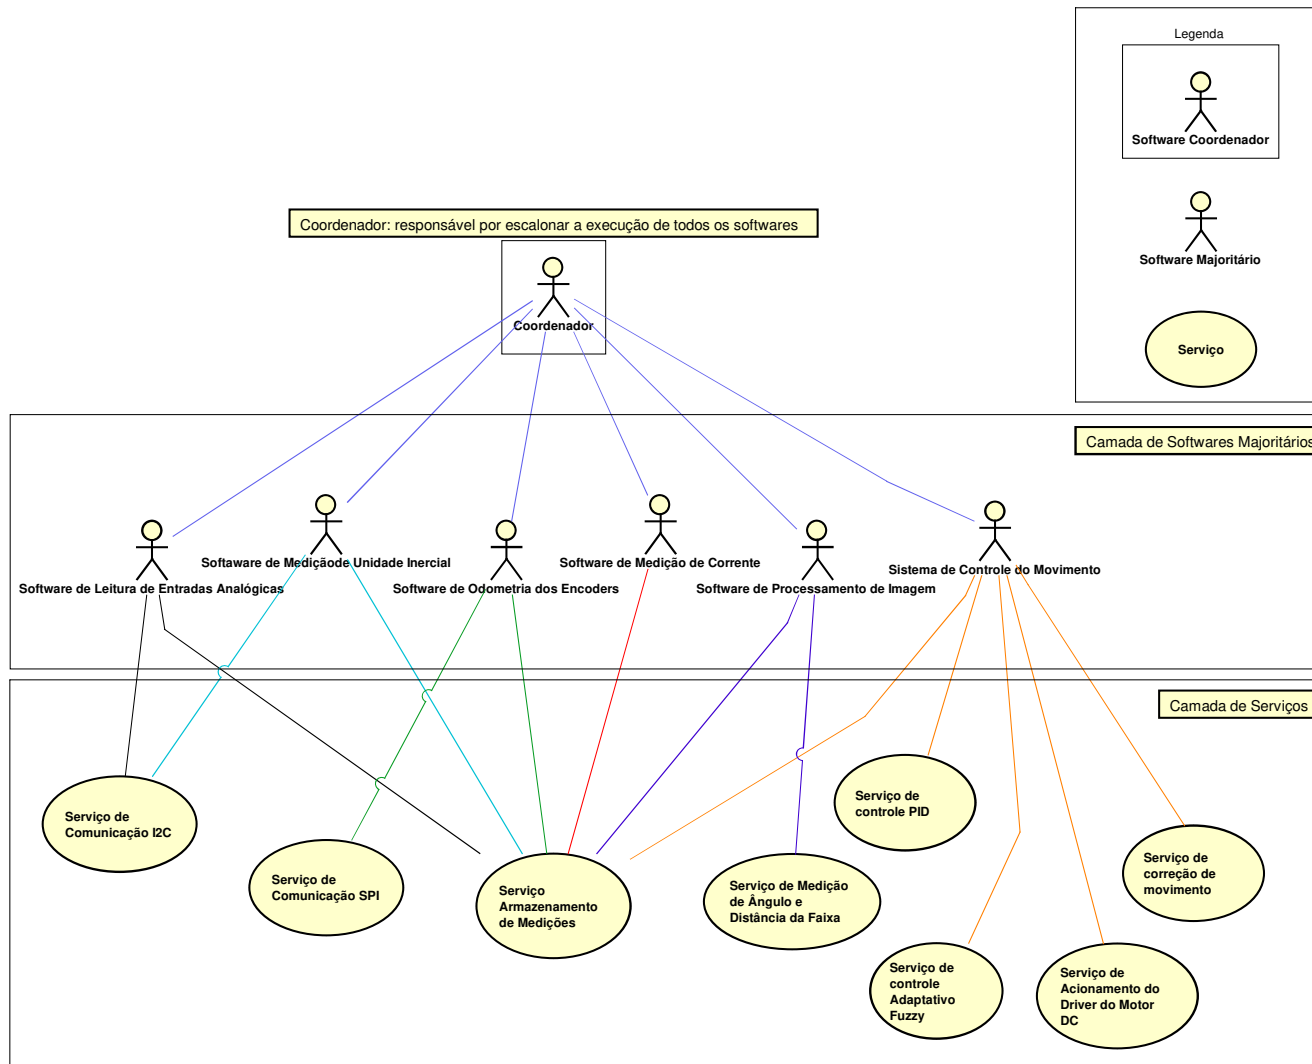 Legenda
Software Coordenador
Software Majoritário
Serviço
Coordenador: responsável por escalonar a execução de todos os softwares
Coordenador
Camada de Softwares Majoritários
Softaware de Mediçãode Unidade Inercial
Software de Medição de Corrente
Sistema de Controle do Movimento
Software de Leitura de Entradas Analógicas
Software de Odometria dos Encoders
Software de Processamento de Imagem
Camada de Serviços
Serviço de
Comunicação I2C
Serviço de
Comunicação SPI
Serviço
Armazenamento
de Medições
Serviço de Medição
de Ângulo e
Distância da Faixa
Serviço de
controle PID
Serviço de
correção de
movimento
Serviço de
controle
Adaptativo
Fuzzy
Serviço de
Acionamento do
Driver do Motor
DC